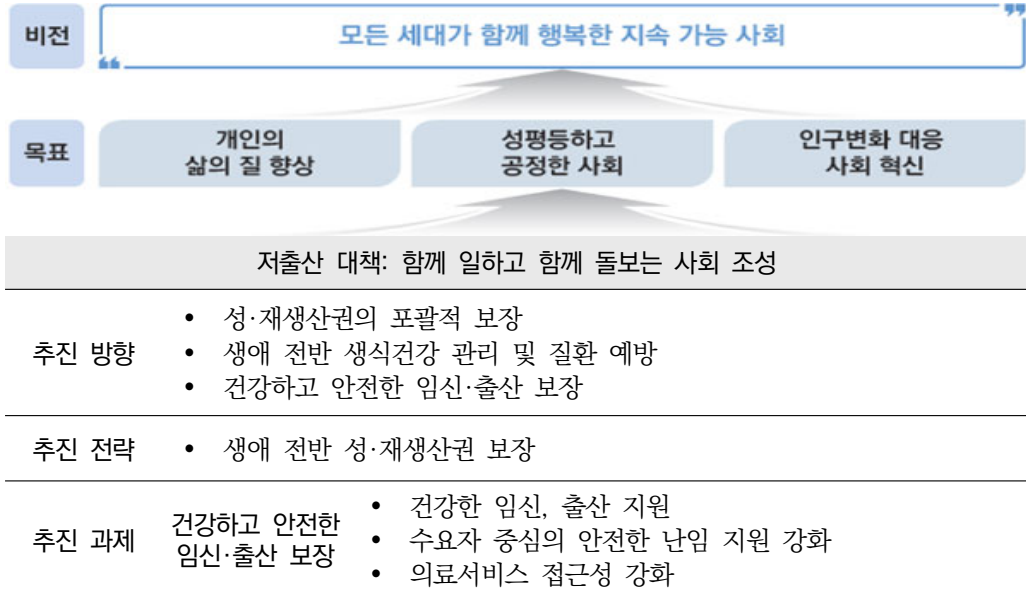 비전
모든 세대가 함께 행복한 지속 가능 사회
목표
개인의
삶의 질 향상
성평등하고
공정한 사회
인구변화 대응
사회 혁신
저출산 대책: 함께 일하고 함께 돌보는 사회 조성
추진 방향
• 성·재생산권의 포괄적 보장
• 생애 전반 생식건강 관리 및 질환 예방
• 건강하고 안전한 임신·출산 보장
추진 전략
• 생애 전반 성·재생산권 보장
추진 과제
건강하고 안전한
임신·출산 보장
• 건강한 임신, 출산 지원
• 수요자 중심의 안전한 난임 지원 강화
• 의료서비스 접근성 강화